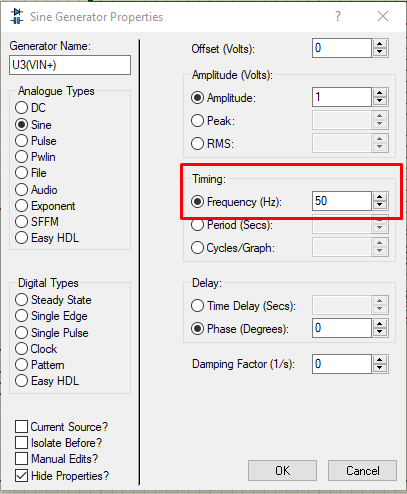 Sine Generator Properties
Generator Name:
U3(VIN+)
Analogue Types
DC
Sine
Pulse
Pwlin
File
Audio
Exponent
SFFM
Easy HDL
Digital Types
Steady State
Single Edge
Single Pulse
Clock
Pattern
Easy HDL
Current Source?
Isolate Before?
Manual Edits?
Hide Properties?
Offset (Volts): 0
Amplitude (Volts):
Amplitude: 1
Peak:
RMS:
Timing:
Frequency (Hz): 50
Period (Secs):
Cycles/Graph:
Delay:
Time Delay (Secs):
Phase (Degrees): 0
Damping Factor (1/s): 0
OK Cancel